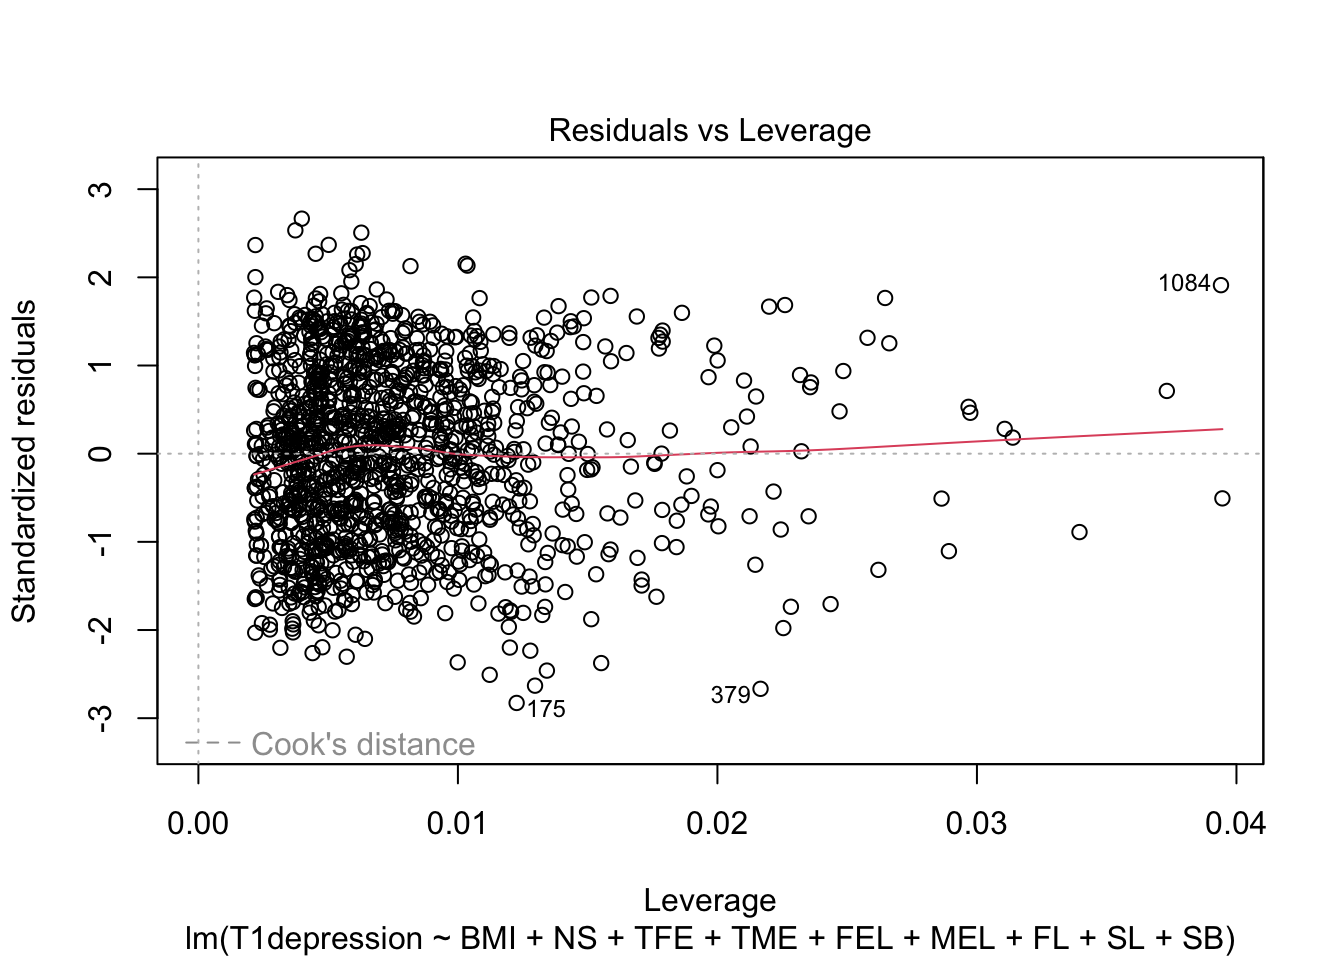 Residuals vs Leverage
Standardized residuals
3
2
1
0
-1
-2
-3
1084
379
175
Cook's distance
0.00 0.01 0.02 0.03 0.04
Leverage
lm(T1depression ~ BMI + NS + TFE + TME + FEL + MEL + FL + SL + SB)